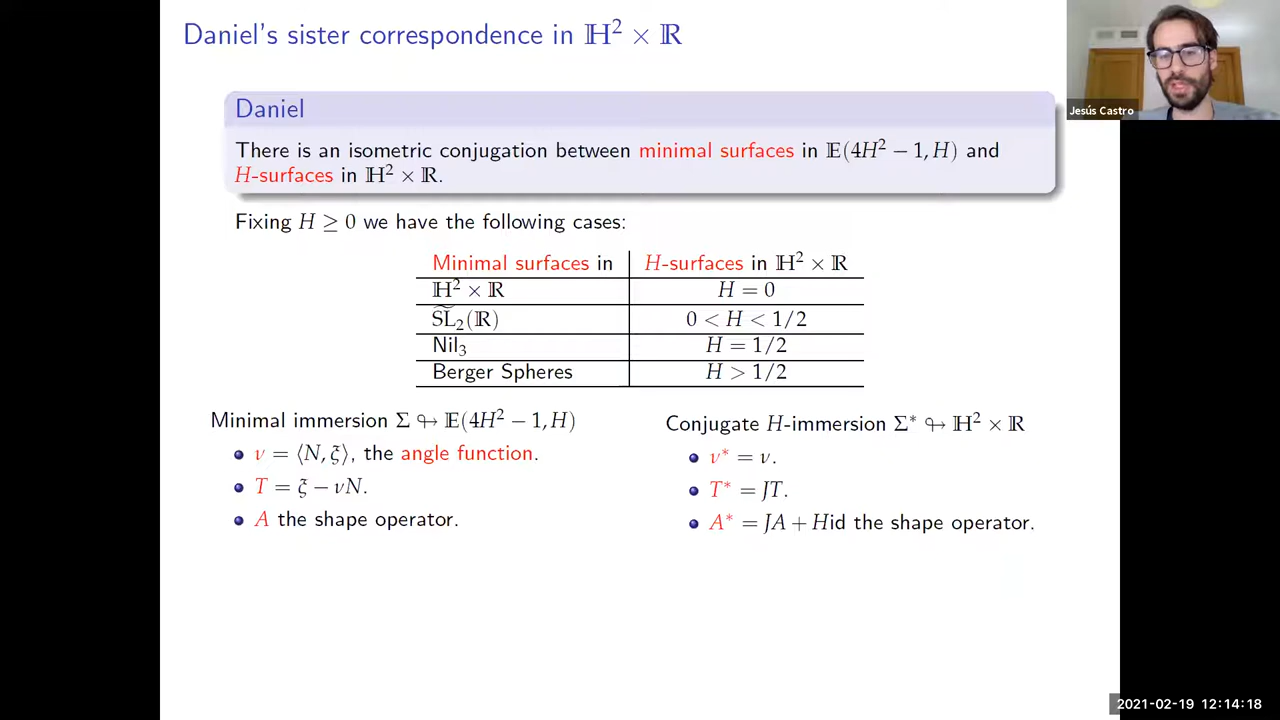 Daniel's sister correspondence in ℍ² × ℝ
Jesús Castro
Daniel
There is an isometric conjugation between minimal surfaces in 𝔼(4H² − 1, H) and
H-surfaces in ℍ² × ℝ.
Fixing H ≥ 0 we have the following cases:
Minimal surfaces in | H-surfaces in ℍ² × ℝ
ℍ² × ℝ | H = 0
S͠L₂(ℝ) | 0 < H < 1/2
Nil₃ | H = 1/2
Berger Spheres | H > 1/2
Minimal immersion Σ ↬ 𝔼(4H² − 1, H)
ν = ⟨N, ξ⟩, the angle function.
T = ξ − νN.
A the shape operator.
Conjugate H-immersion Σ* ↬ ℍ² × ℝ
ν* = ν.
T* = JT.
A* = JA + Hid the shape operator.
2021-02-19 12:14:18